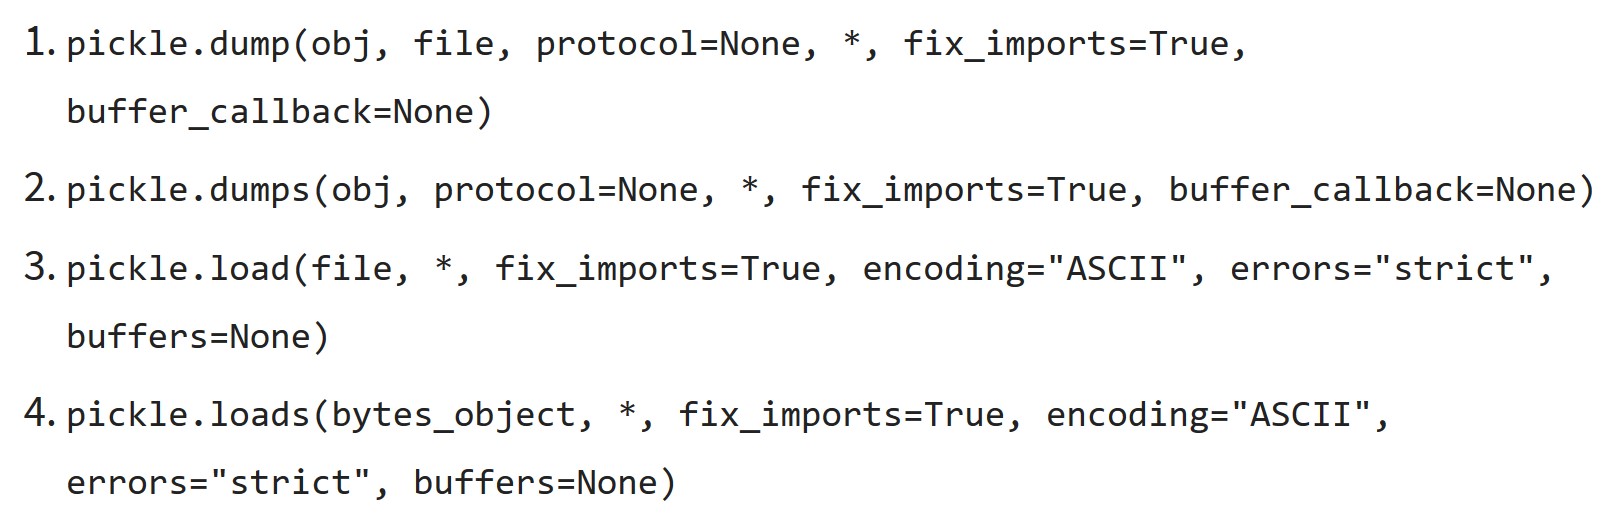 1. pickle.dump(obj, file, protocol=None, *, fix_imports=True,
buffer_callback=None)
2. pickle.dumps(obj, protocol=None, *, fix_imports=True, buffer_callback=None)
3. pickle.load(file, *, fix_imports=True, encoding="ASCII", errors="strict",
buffers=None)
4. pickle.loads(bytes_object, *, fix_imports=True, encoding="ASCII",
errors="strict", buffers=None)